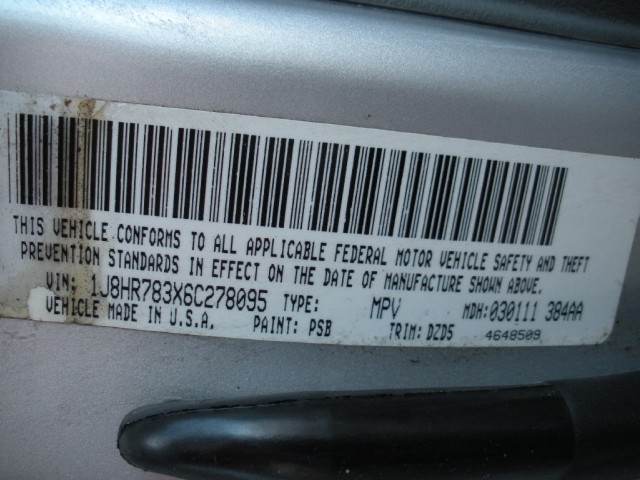 THIS VEHICLE CONFORMS TO ALL APPLICABLE FEDERAL MOTOR VEHICLE SAFETY AND THEFT
PREVENTION STANDARDS IN EFFECT ON THE DATE OF MANUFACTURE SHOWN ABOVE.
VIN: 1J8HR783X6C278095 TYPE: MPV MDH:030111 384AA
VEHICLE MADE IN U.S.A. PAINT: PSB TRIM: DZD5 4648509